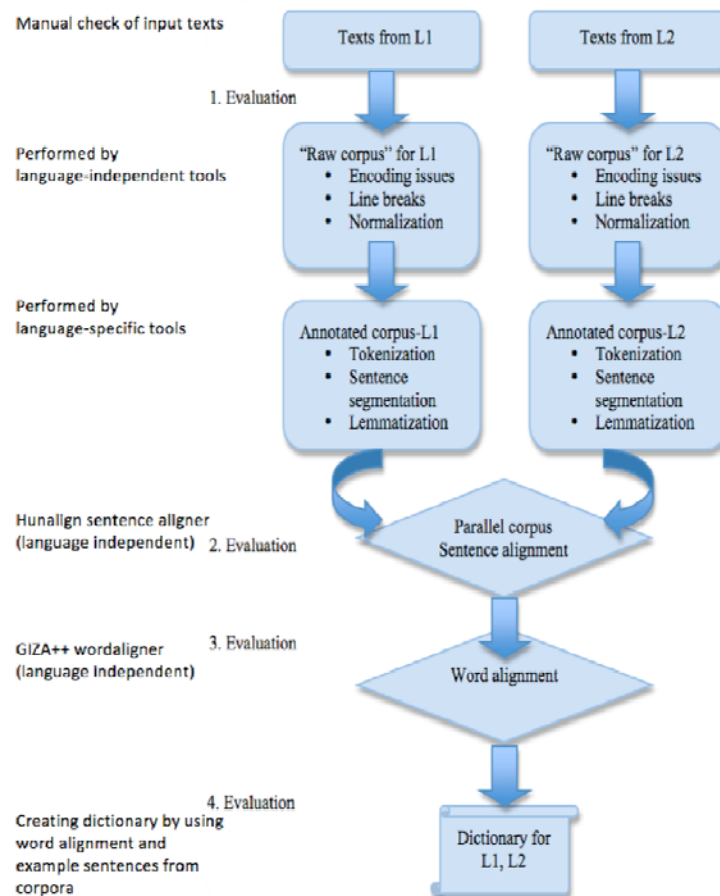 Manual check of input texts
Texts from L1
Texts from L2
1. Evaluation
Performed by
language-independent tools
“Raw corpus” for L1
• Encoding issues
• Line breaks
• Normalization
“Raw corpus” for L2
• Encoding issues
• Line breaks
• Normalization
Performed by
language-specific tools
Annotated corpus-L1
• Tokenization
• Sentence
segmentation
• Lemmatization
Annotated corpus-L2
• Tokenization
• Sentence
segmentation
• Lemmatization
Hunalign sentence aligner
(language independent)
2. Evaluation
Parallel corpus
Sentence alignment
GIZA++ wordaligner
(language independent)
3. Evaluation
Word alignment
4. Evaluation
Creating dictionary by using
word alignment and
example sentences from
corpora
Dictionary for
L1, L2